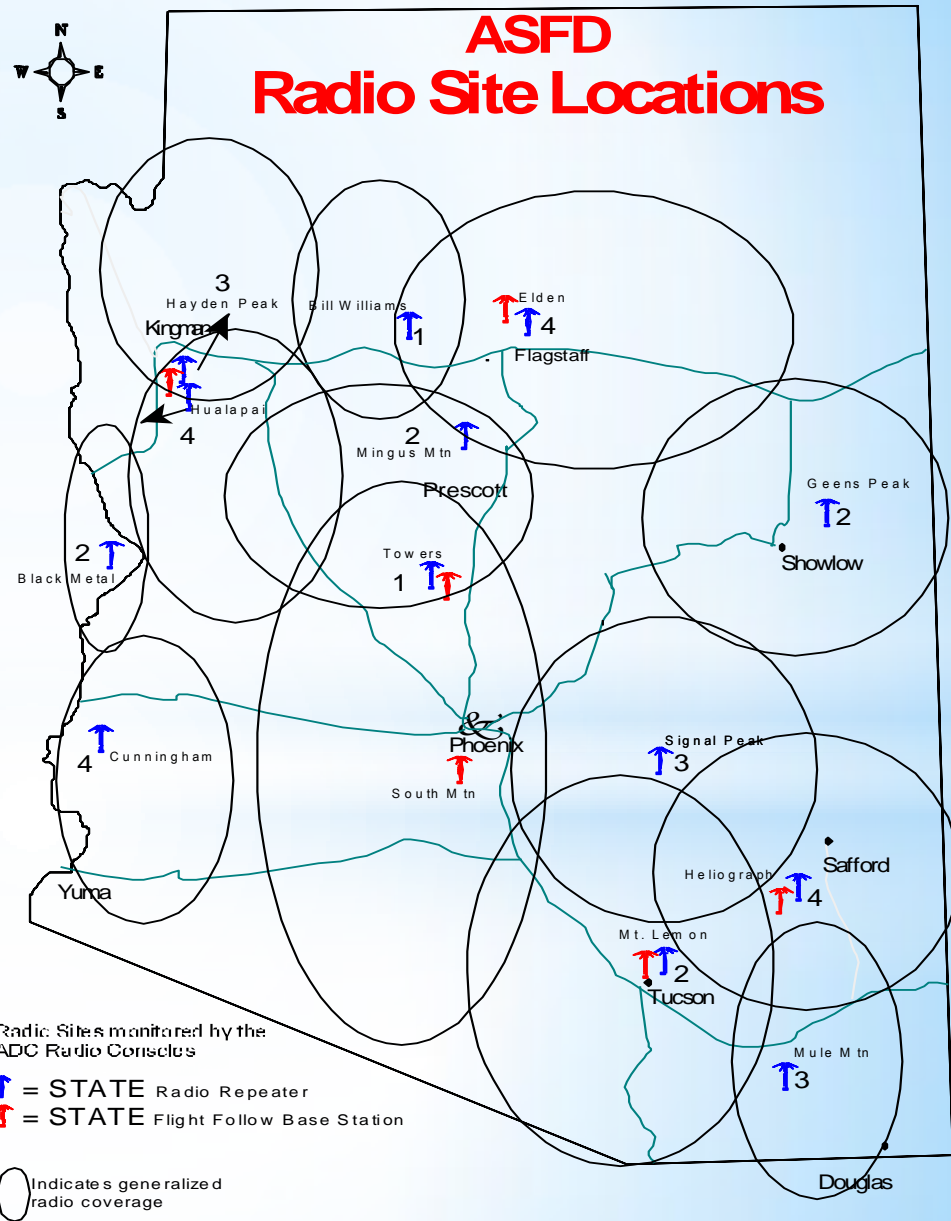 ASFD
Radio Site Locations
N
W E
S
3
Hayden Peak
Kingman
Bill Williams
1
Elden
4
Flagstaff
Hualapai
4
2
Mingus Mtn
Prescott
Geens Peak
2
Showlow
2
Black Metal
Towers
1
&
Phoenix
South Mtn
4
Cunningham
Signal Peak
3
Safford
Heliograph
4
Yuma
Mt. Lemon
2
Tucson
Mule Mtn
3
Douglas
Radio Sites monitored by the
ADC Radio Consoles
= STATE Radio Repeater
= STATE Flight Follow Base Station
Indicates generalized
radio coverage